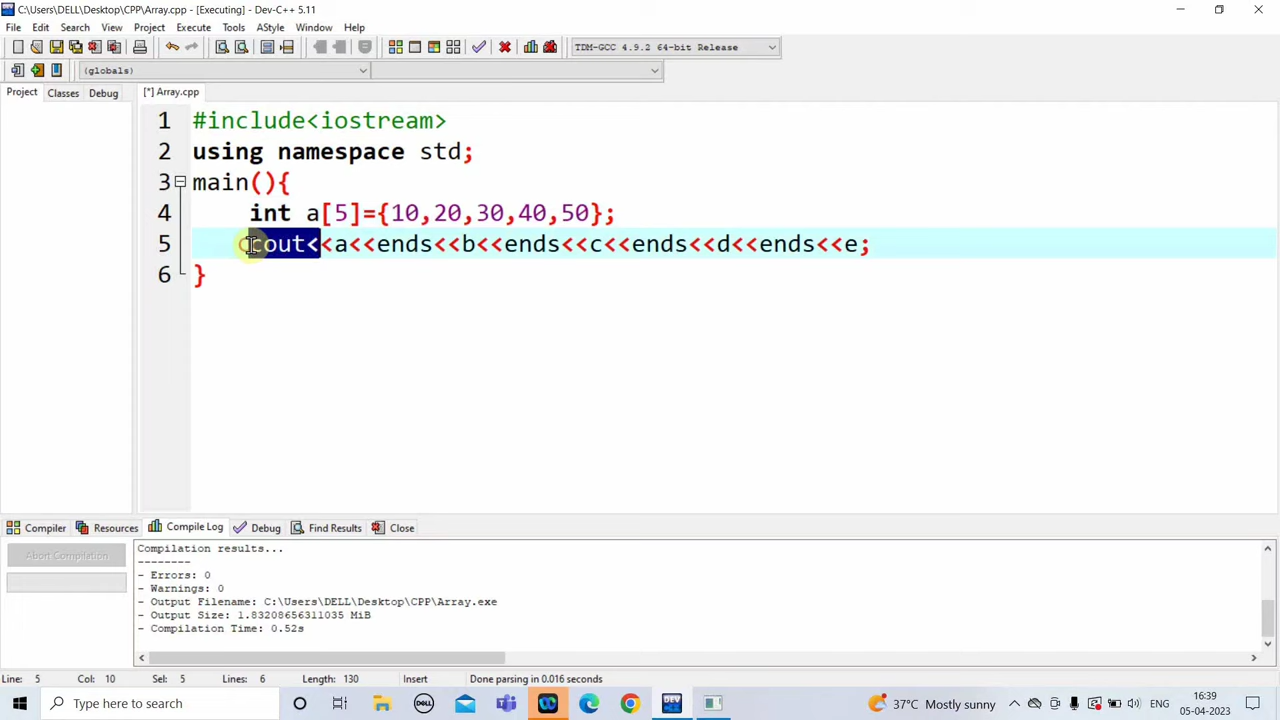 C:\Users\DELL\Desktop\CPP\Array.cpp - [Executing] - Dev-C++ 5.11
File Edit Search View Project Execute Tools AStyle Window Help
TDM-GCC 4.9.2 64-bit Release
(globals)
Project Classes Debug
[*] Array.cpp
1 #include<iostream>
2 using namespace std;
3 main(){
4 int a[5]={10,20,30,40,50};
5 cout<<a<<ends<<b<<ends<<c<<ends<<d<<ends<<e;
6 }
Compiler Resources Compile Log Debug Find Results Close
Abort Compilation
Compilation results...
--------
- Errors: 0
- Warnings: 0
- Output Filename: C:\Users\DELL\Desktop\CPP\Array.exe
- Output Size: 1.83208656311035 MiB
- Compilation Time: 0.52s
Line: 5 Col: 10 Sel: 5 Lines: 6 Length: 130 Insert Done parsing in 0.016 seconds
Type here to search
DELL
DEV
37°C Mostly sunny
ENG
16:39
05-04-2023